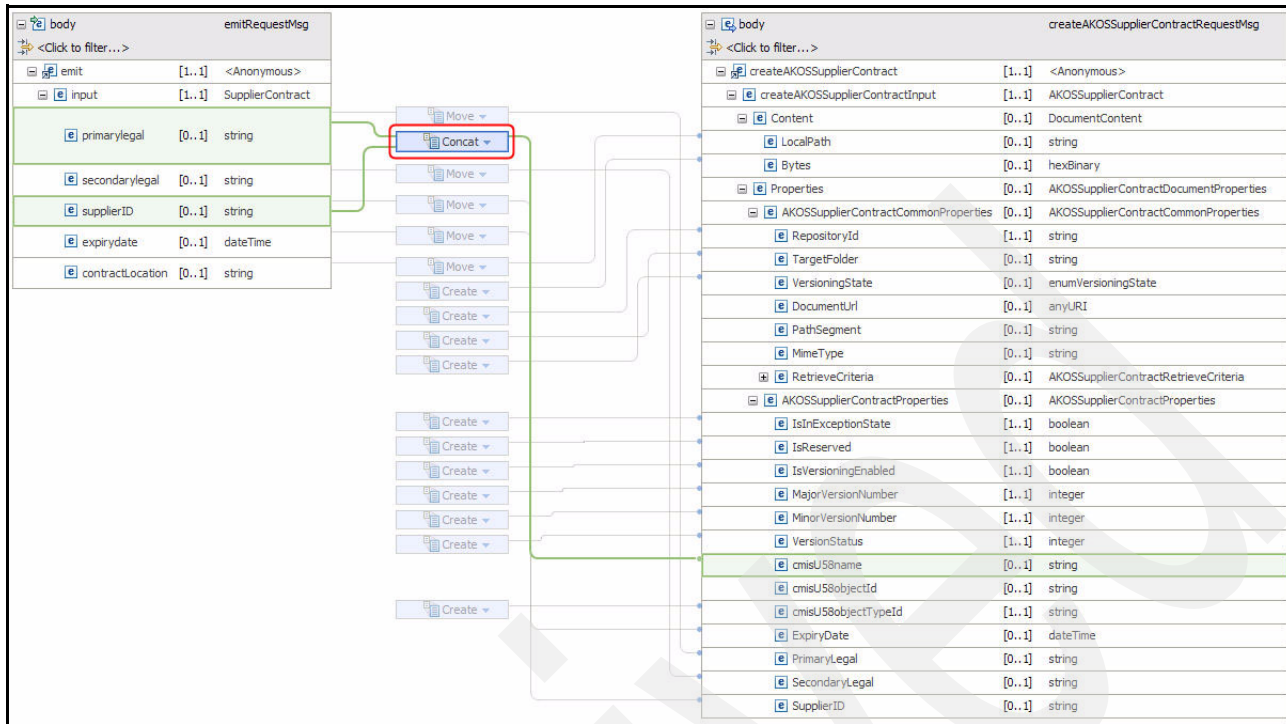 body emitRequestMsg
<Click to filter...>
emit [1..1] <Anonymous>
input [1..1] SupplierContract
primarylegal [0..1] string
secondarylegal [0..1] string
supplierID [0..1] string
expirydate [0..1] dateTime
contractLocation [0..1] string
Move
Concat
Move
Move
Move
Move
Create
Create
Create
Create
Create
Create
Create
Create
Create
Create
Create
body createAKOSSupplierContractRequestMsg
<Click to filter...>
createAKOSSupplierContract [1..1] <Anonymous>
createAKOSSupplierContractInput [1..1] AKOSSupplierContract
Content [0..1] DocumentContent
LocalPath [0..1] string
Bytes [0..1] hexBinary
Properties [0..1] AKOSSupplierContractDocumentProperties
AKOSSupplierContractCommonProperties [0..1] AKOSSupplierContractCommonProperties
RepositoryId [1..1] string
TargetFolder [0..1] string
VersioningState [0..1] enumVersioningState
DocumentUrl [0..1] anyURI
PathSegment [0..1] string
MimeType [0..1] string
RetrieveCriteria [0..1] AKOSSupplierContractRetrieveCriteria
AKOSSupplierContractProperties [0..1] AKOSSupplierContractProperties
IsInExceptionState [1..1] boolean
IsReserved [1..1] boolean
IsVersioningEnabled [1..1] boolean
MajorVersionNumber [1..1] integer
MinorVersionNumber [1..1] integer
VersionStatus [1..1] integer
cmisU58name [0..1] string
cmisU58objectId [0..1] string
cmisU58objectTypeId [1..1] string
ExpiryDate [0..1] dateTime
PrimaryLegal [0..1] string
SecondaryLegal [0..1] string
SupplierID [0..1] string